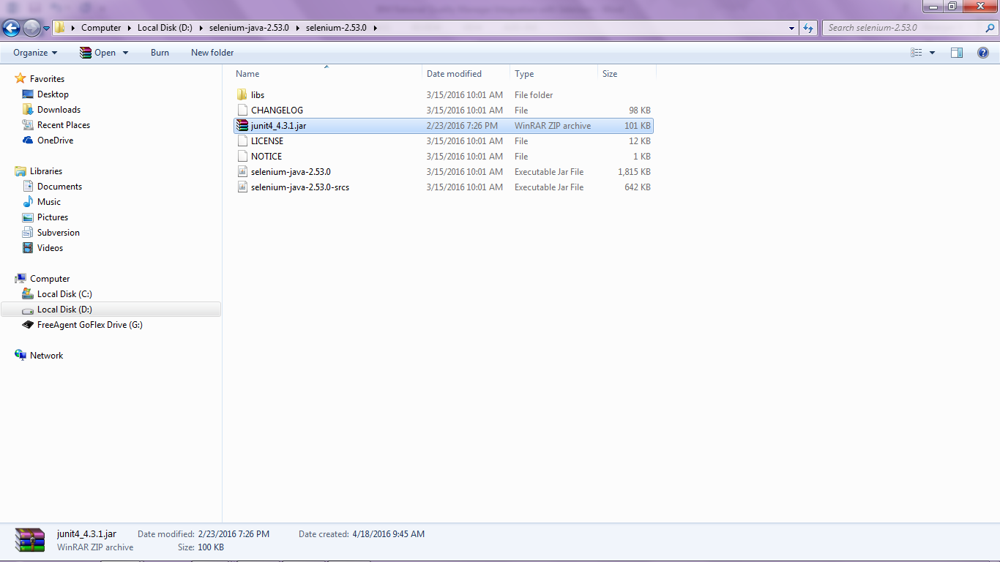 Computer Local Disk (D:) selenium-java-2.53.0 selenium-2.53.0 Search selenium-2.53.0
Organize Open Burn New folder
Favorites
Desktop
Downloads
Recent Places
OneDrive
Libraries
Documents
Music
Pictures
Subversion
Videos
Computer
Local Disk (C:)
Local Disk (D:)
FreeAgent GoFlex Drive (G:)
Network
Name Date modified Type Size
libs 3/15/2016 10:01 AM File folder
CHANGELOG 3/15/2016 10:01 AM File 98 KB
junit4_4.3.1.jar 2/23/2016 7:26 PM WinRAR ZIP archive 101 KB
LICENSE 3/15/2016 10:01 AM File 12 KB
NOTICE 3/15/2016 10:01 AM File 1 KB
selenium-java-2.53.0 3/15/2016 10:01 AM Executable Jar File 1,815 KB
selenium-java-2.53.0-srcs 3/15/2016 10:01 AM Executable Jar File 642 KB
junit4_4.3.1.jar Date modified: 2/23/2016 7:26 PM Date created: 4/18/2016 9:45 AM
WinRAR ZIP archive Size: 100 KB